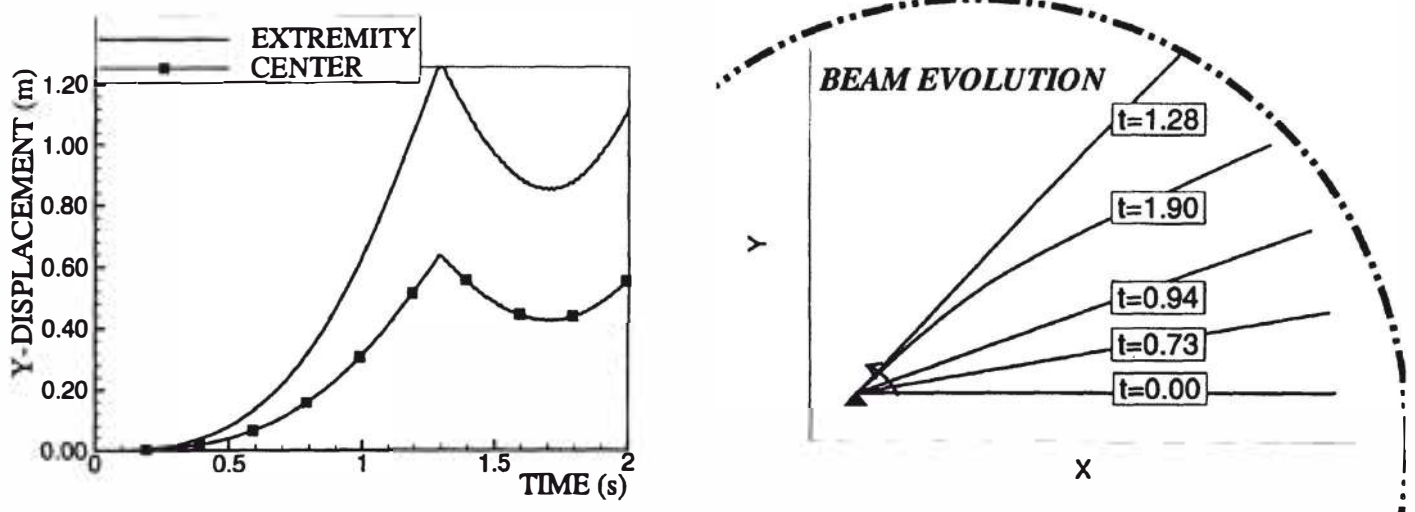 EXTREMITY
CENTER
Y-DISPLACEMENT (m)
1.20
1.00
0.80
0.60
0.40
0.20
0.00
0
0.5
1
1.5
2
TIME (s)
BEAM EVOLUTION
t=1.28
t=1.90
t=0.94
t=0.73
t=0.00
Y
X